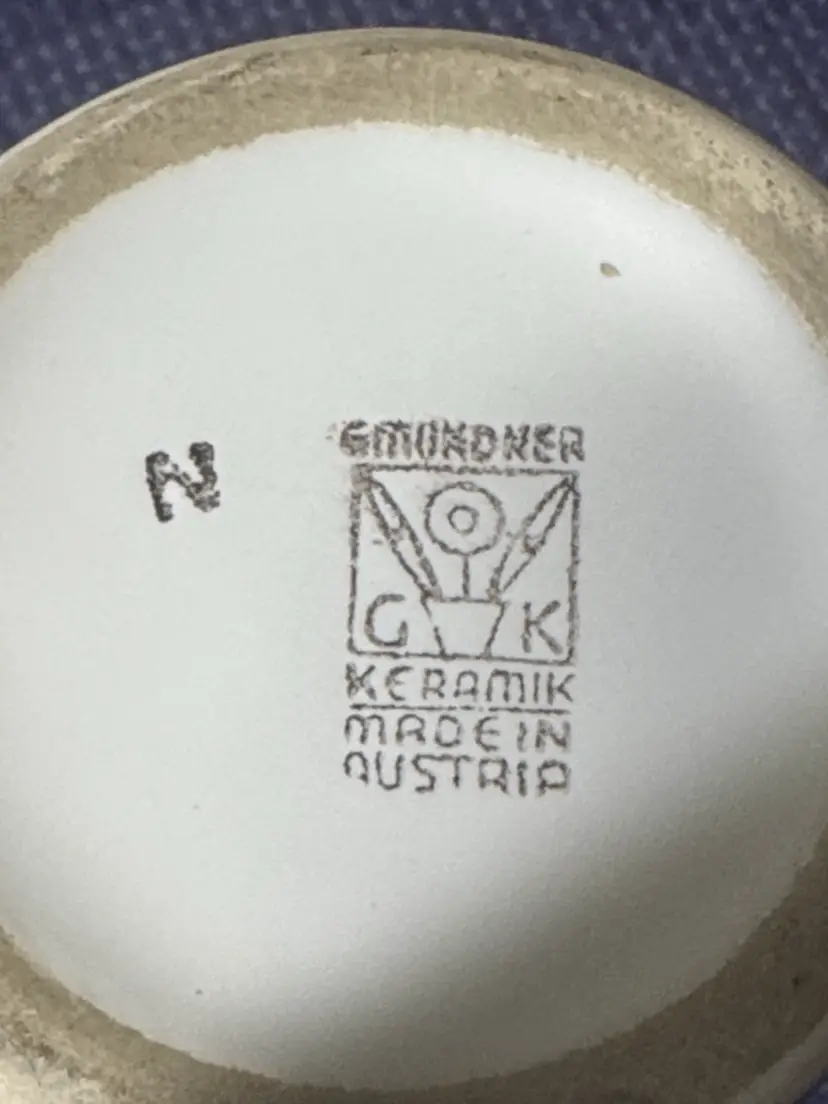 GMUNDNER
N
G K
KERAMIK
MADE IN
AUSTRIA